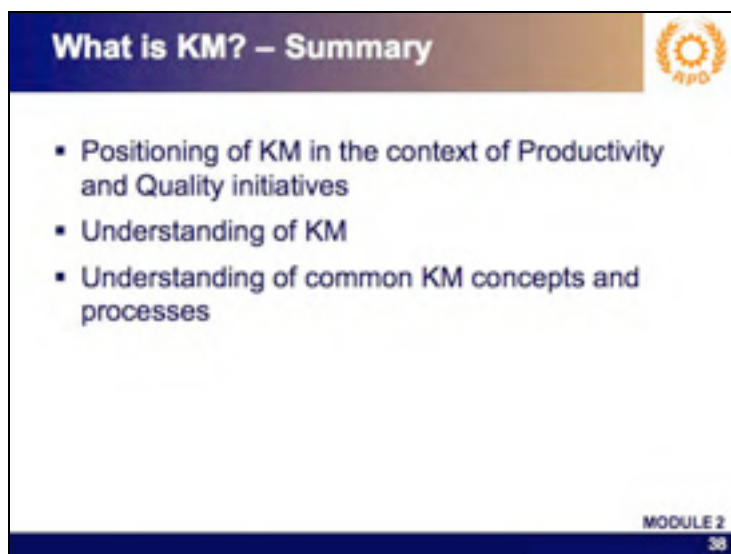 What is KM? – Summary
APO
▪ Positioning of KM in the context of Productivity
and Quality initiatives
▪ Understanding of KM
▪ Understanding of common KM concepts and
processes
MODULE 2
38